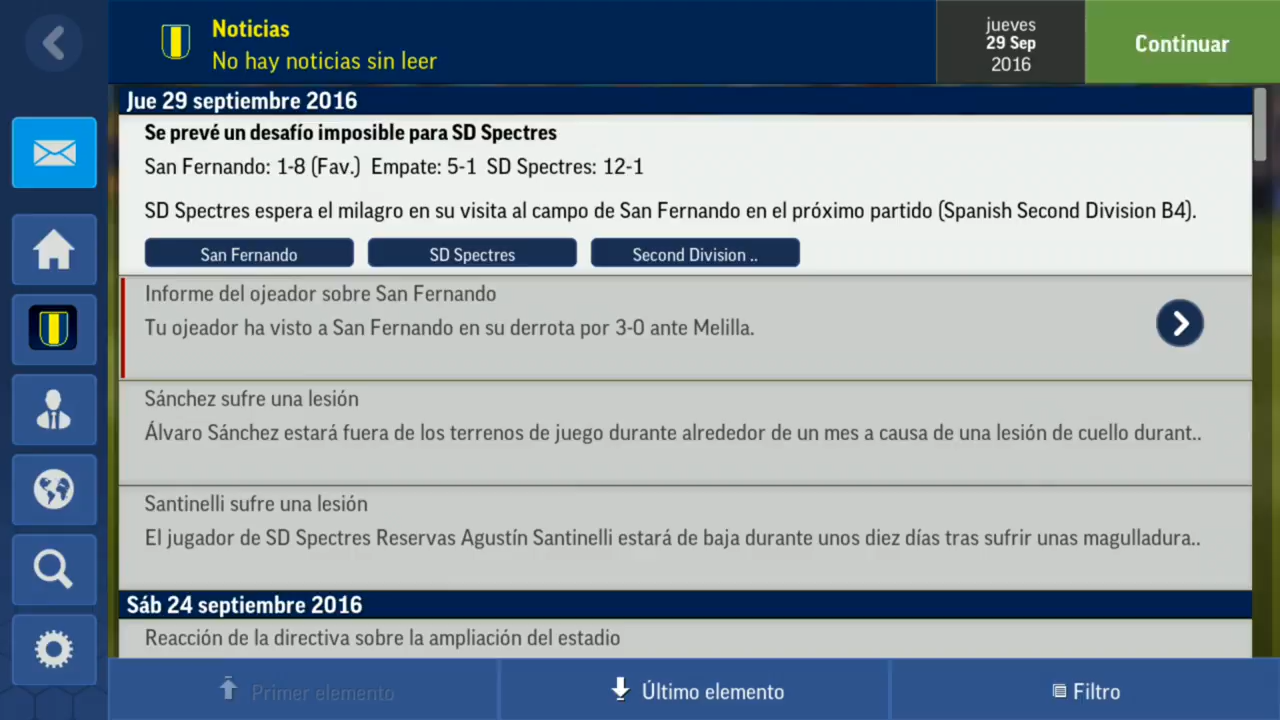 Noticias
No hay noticias sin leer
jueves
29 Sep
2016
Continuar
Jue 29 septiembre 2016
Se prevé un desafío imposible para SD Spectres
San Fernando: 1-8 (Fav.) Empate: 5-1 SD Spectres: 12-1
SD Spectres espera el milagro en su visita al campo de San Fernando en el próximo partido (Spanish Second Division B4).
San Fernando
SD Spectres
Second Division ..
Informe del ojeador sobre San Fernando
Tu ojeador ha visto a San Fernando en su derrota por 3-0 ante Melilla.
Sánchez sufre una lesión
Álvaro Sánchez estará fuera de los terrenos de juego durante alrededor de un mes a causa de una lesión de cuello durant..
Santinelli sufre una lesión
El jugador de SD Spectres Reservas Agustín Santinelli estará de baja durante unos diez días tras sufrir unas magulladura..
Sáb 24 septiembre 2016
Reacción de la directiva sobre la ampliación del estadio
Primer elemento
Último elemento
Filtro